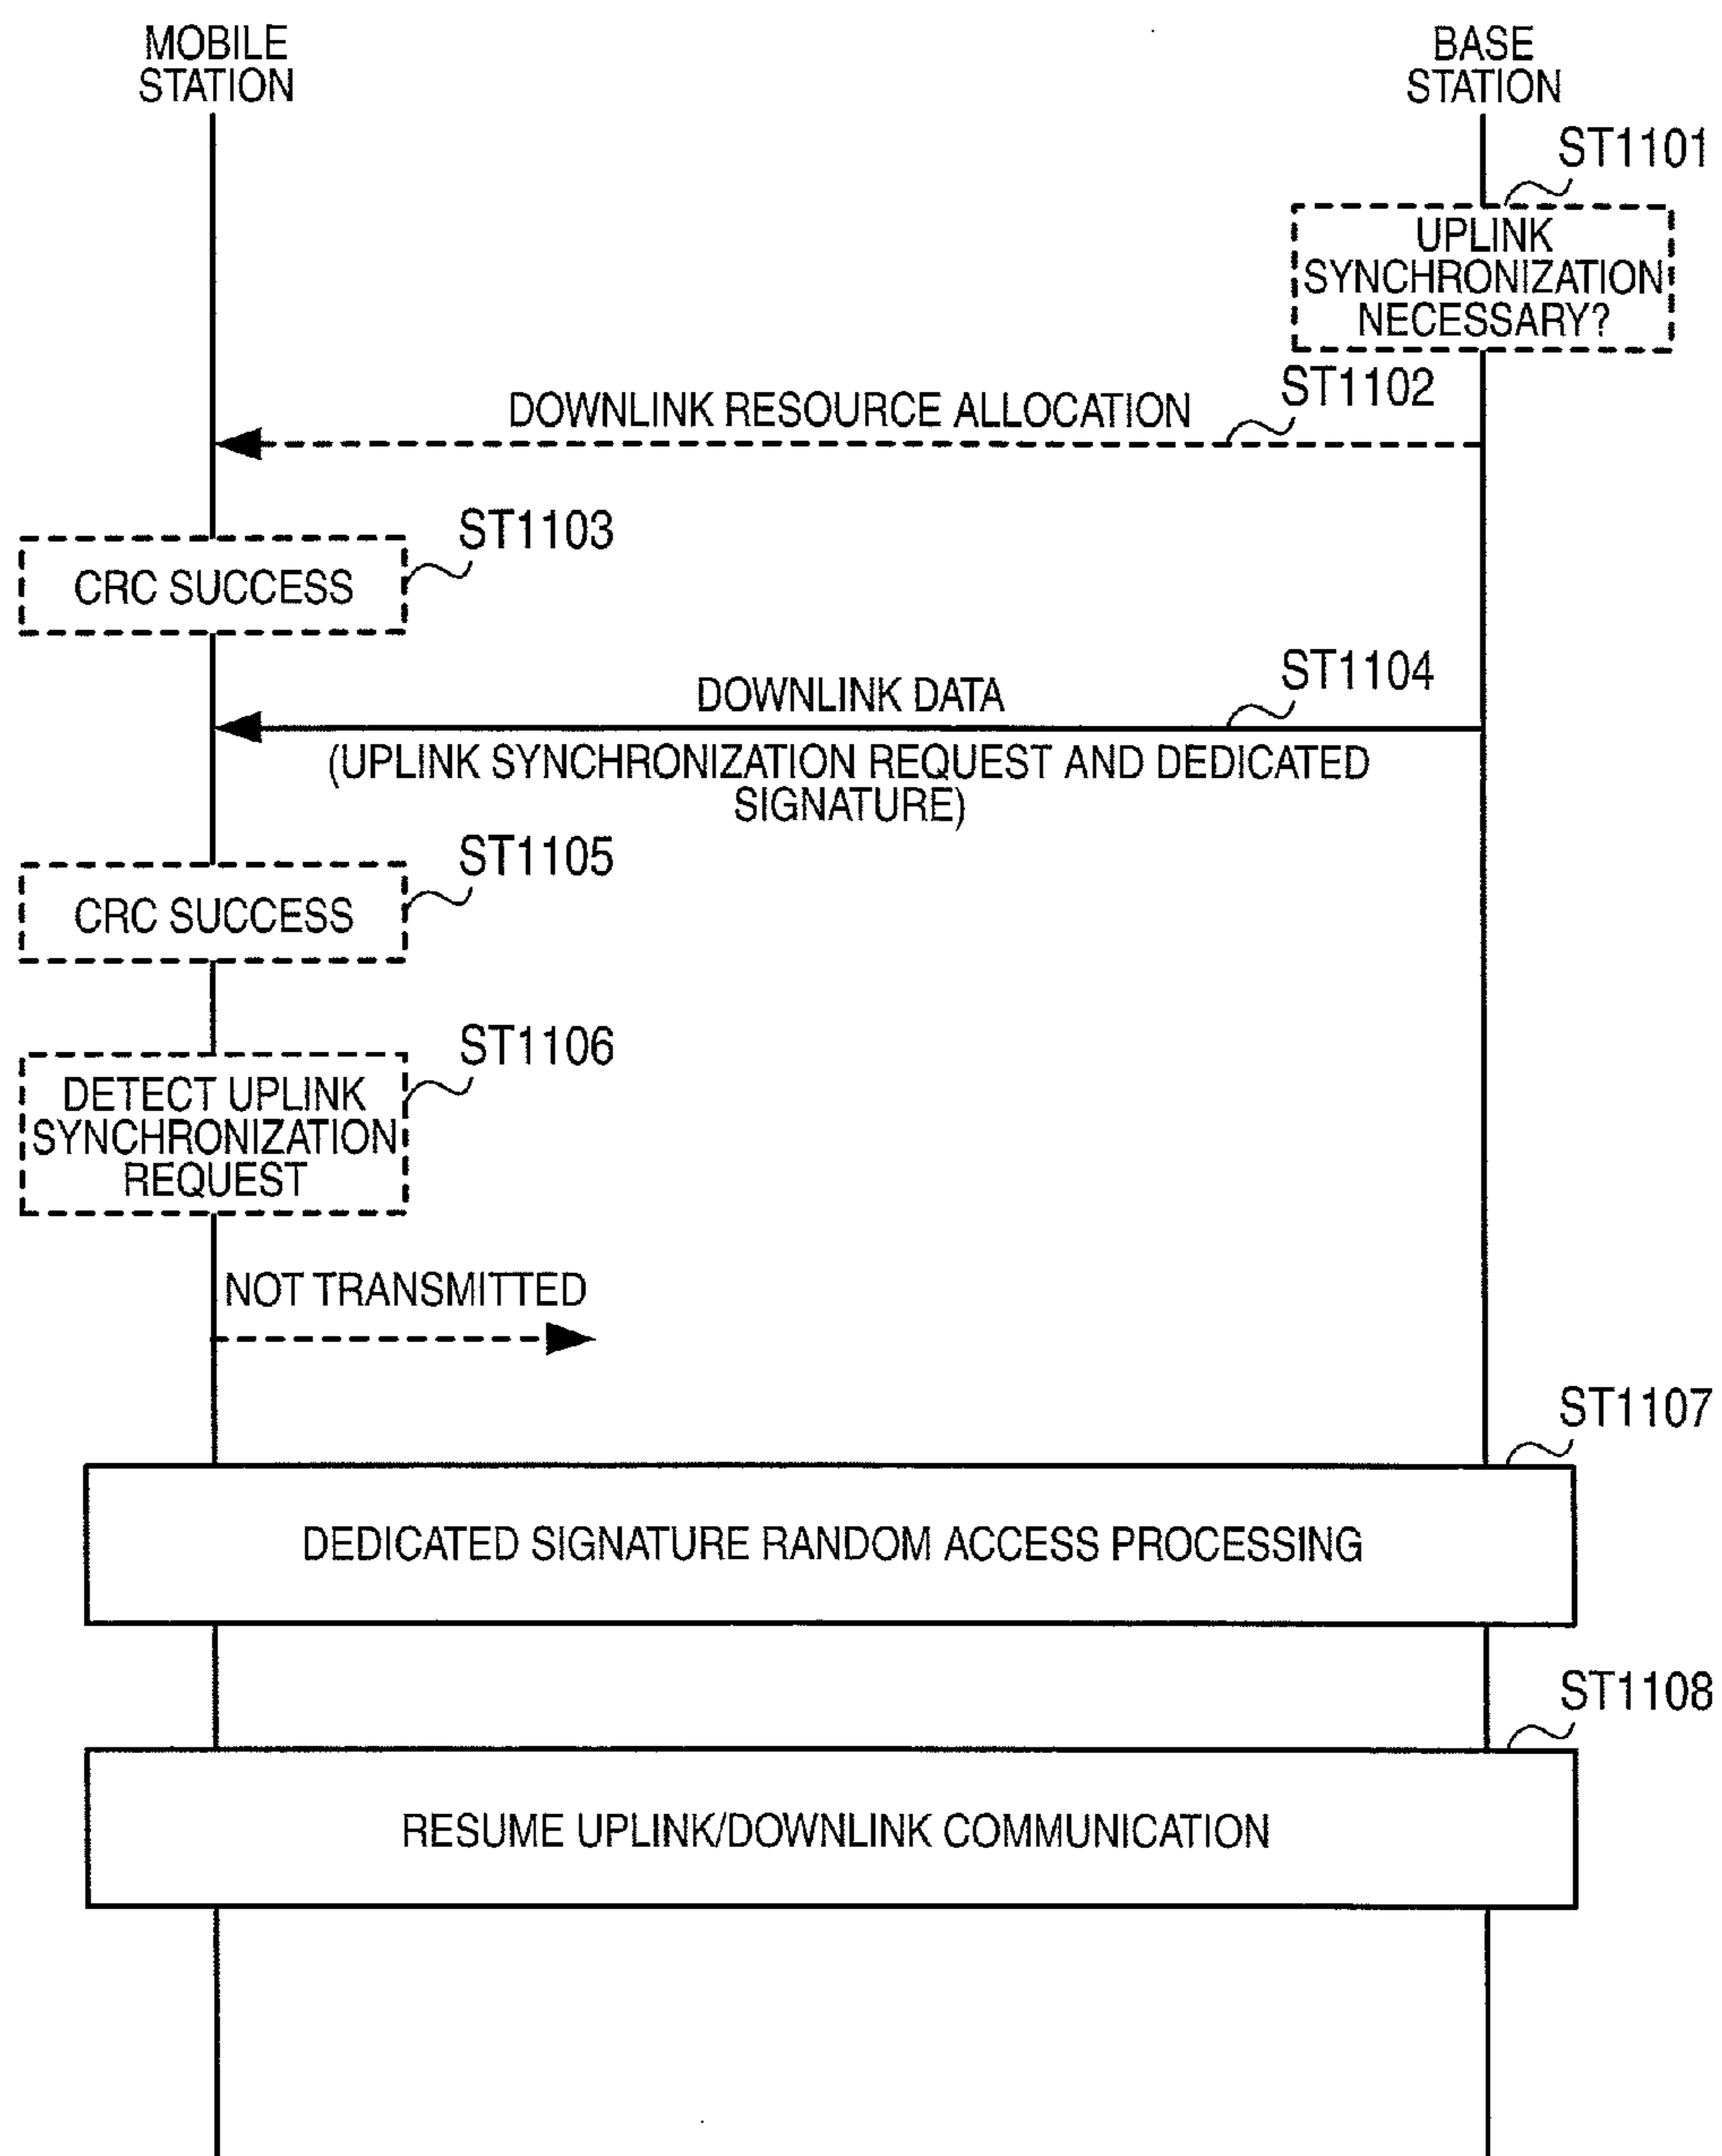 MOBILE
STATION
BASE
STATION
ST1101
UPLINK
SYNCHRONIZATION
NECESSARY?
ST1102
DOWNLINK RESOURCE ALLOCATION
ST1103
CRC SUCCESS
ST1104
DOWNLINK DATA
(UPLINK SYNCHRONIZATION REQUEST AND DEDICATED
SIGNATURE)
ST1105
CRC SUCCESS
ST1106
DETECT UPLINK
SYNCHRONIZATION
REQUEST
NOT TRANSMITTED
ST1107
DEDICATED SIGNATURE RANDOM ACCESS PROCESSING
ST1108
RESUME UPLINK/DOWNLINK COMMUNICATION